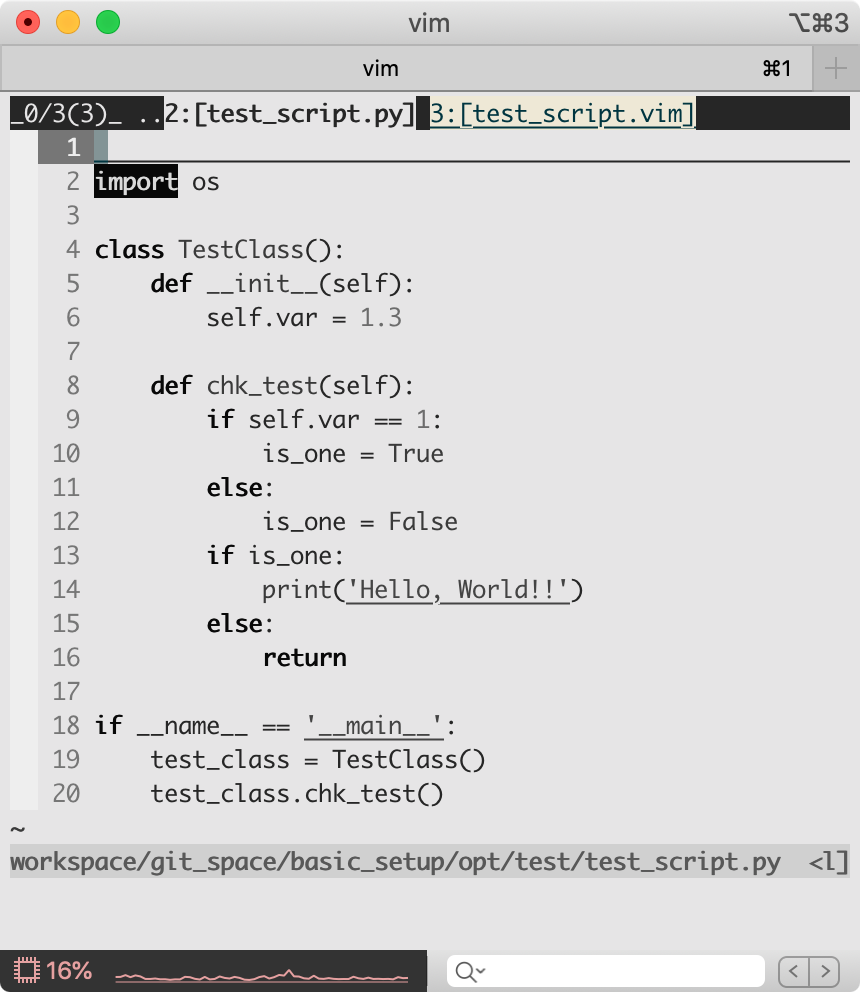 vim
⌥⌘3
vim
⌘1
_0/3(3)_ ..2:[test_script.py] 3:[test_script.vim]
1
2 import os
3
4 class TestClass():
5     def __init__(self):
6         self.var = 1.3
7
8     def chk_test(self):
9         if self.var == 1:
10             is_one = True
11         else:
12             is_one = False
13         if is_one:
14             print('Hello, World!!')
15         else:
16             return
17
18 if __name__ == '__main__':
19     test_class = TestClass()
20     test_class.chk_test()
~
workspace/git_space/basic_setup/opt/test/test_script.py  <l]
16%